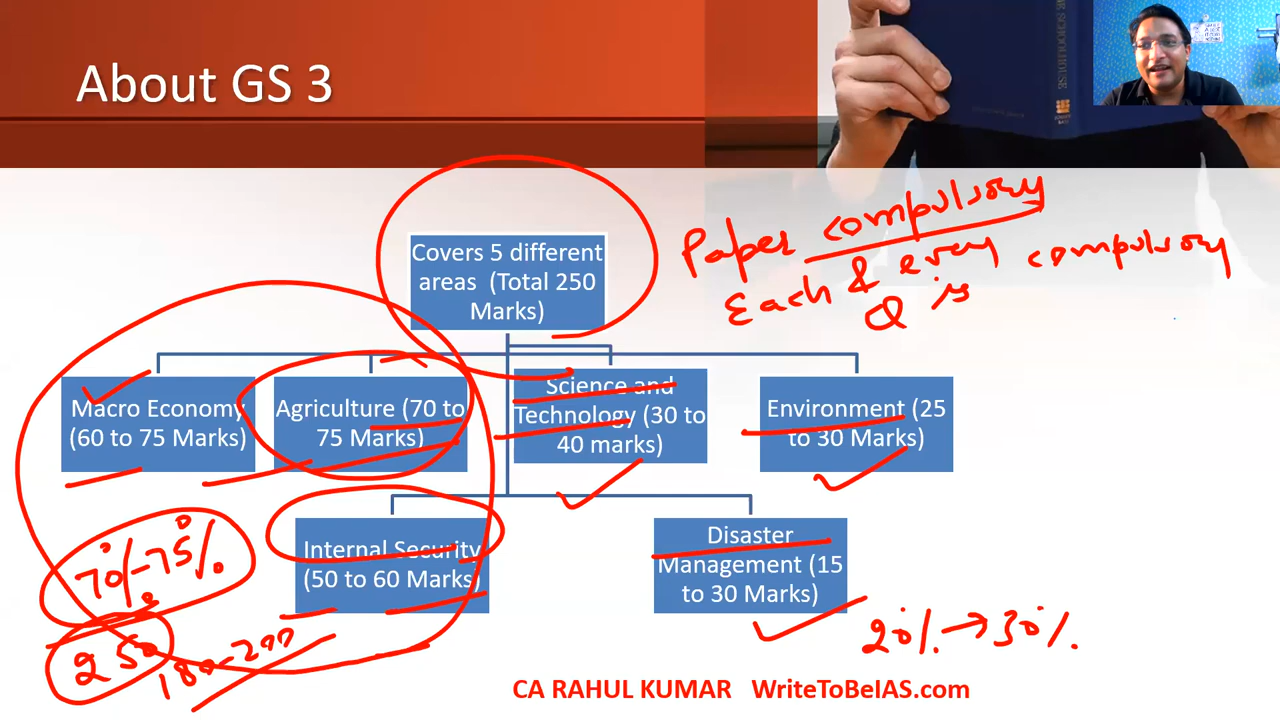 About GS 3
Covers 5 different
areas (Total 250
Marks)
Paper compulsory
Each & every compulsory
Q is
Macro Economy
(60 to 75 Marks)
Agriculture (70 to
75 Marks)
Science and
Technology (30 to
40 marks)
Environment (25
to 30 Marks)
Internal Security
(50 to 60 Marks)
Disaster
Management (15
to 30 Marks)
70%-75%
250
180-200
20%→30%
CA RAHUL KUMAR WriteToBeIAS.com